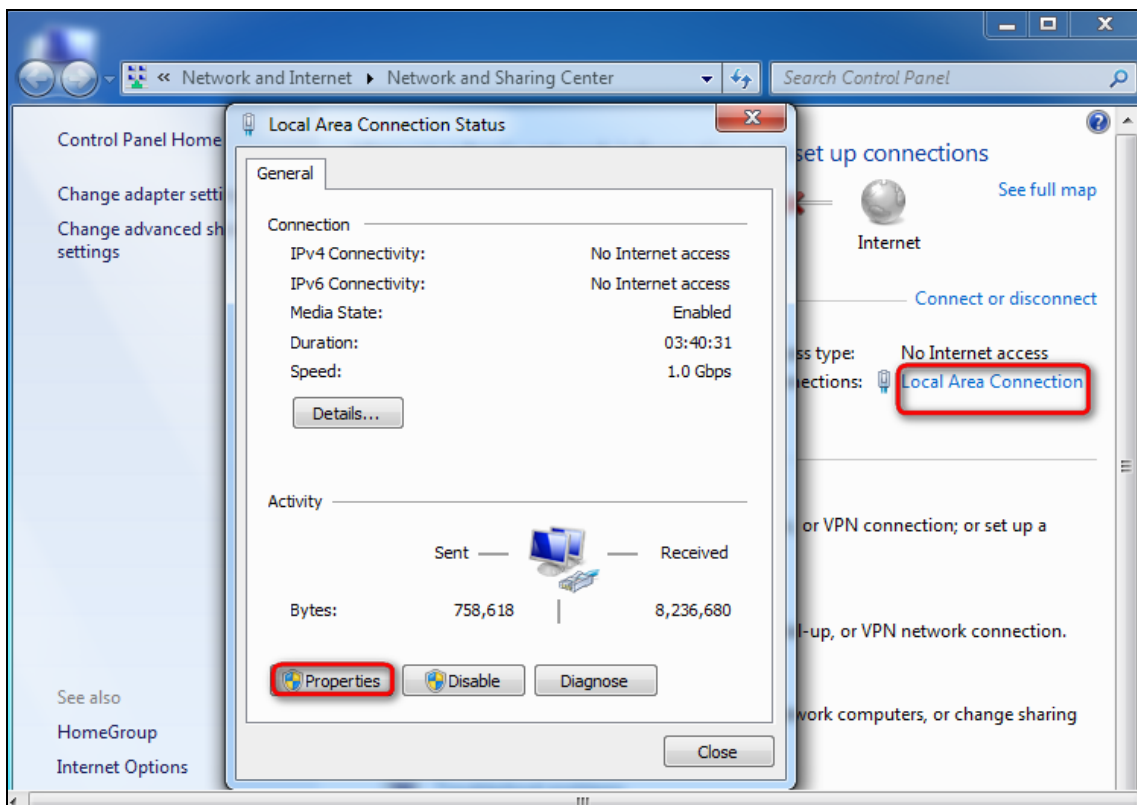 « Network and Internet ▸ Network and Sharing Center
Search Control Panel
Control Panel Home
Change adapter setti
Change advanced sh
settings
See also
HomeGroup
Internet Options
Local Area Connection Status
General
Connection
IPv4 Connectivity: No Internet access
IPv6 Connectivity: No Internet access
Media State: Enabled
Duration: 03:40:31
Speed: 1.0 Gbps
Details...
Activity
Sent — — Received
Bytes: 758,618 8,236,680
Properties Disable Diagnose
Close
set up connections
See full map
Internet
Connect or disconnect
ss type: No Internet access
ections: Local Area Connection
or VPN connection; or set up a
l-up, or VPN network connection.
work computers, or change sharing